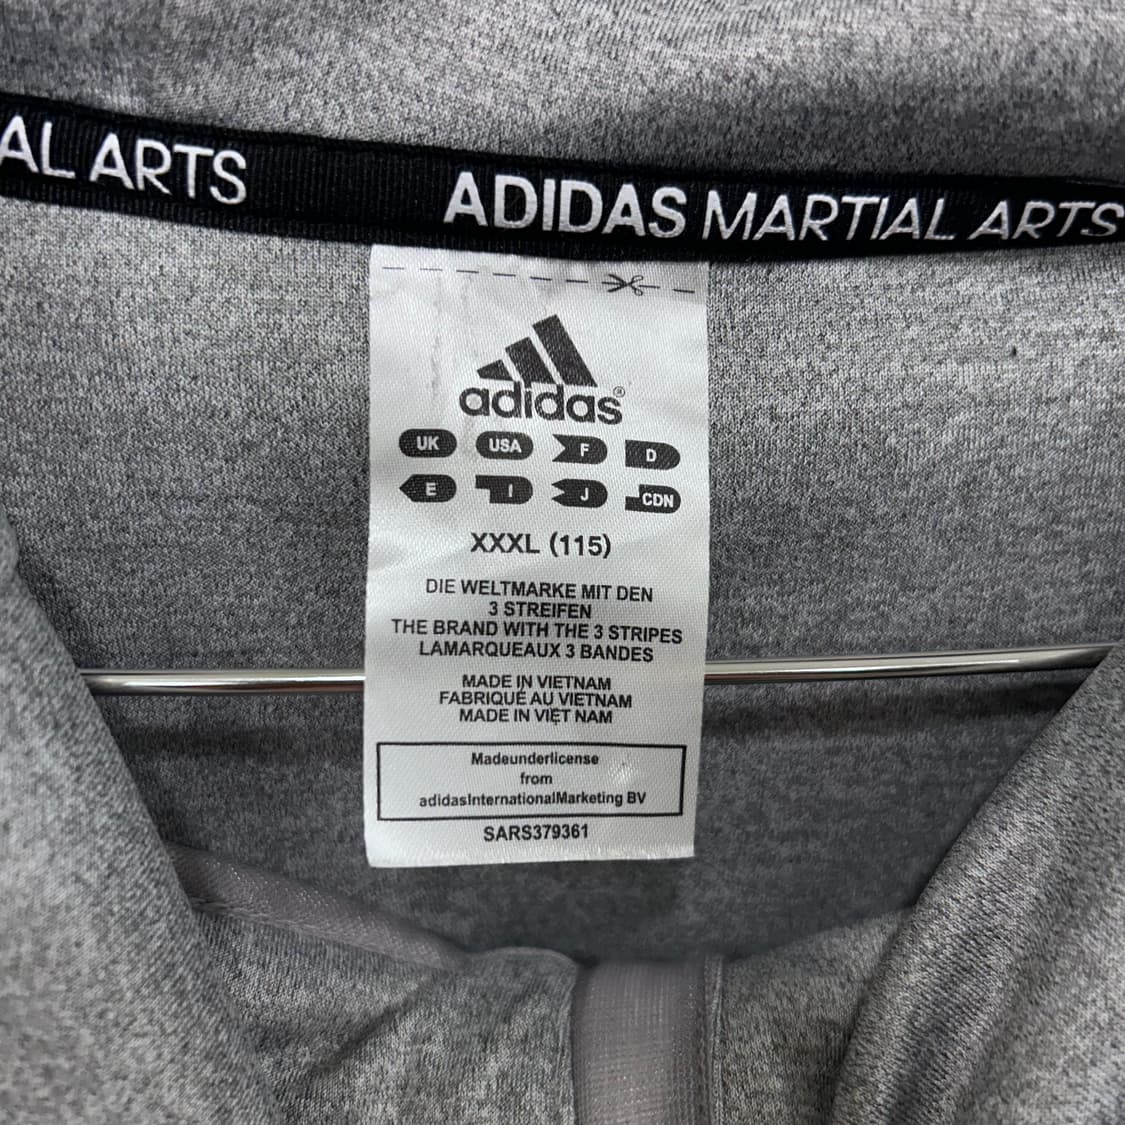 AL ARTS ADIDAS MARTIAL ARTS
adidas®
UK USA F D
E I J CDN
XXXL (115)
DIE WELTMARKE MIT DEN
3 STREIFEN
THE BRAND WITH THE 3 STRIPES
LAMARQUEAUX 3 BANDES
MADE IN VIETNAM
FABRIQUÉ AU VIETNAM
MADE IN VIỆT NAM
Madeunderlicense
from
adidasInternationalMarketing BV
SARS379361